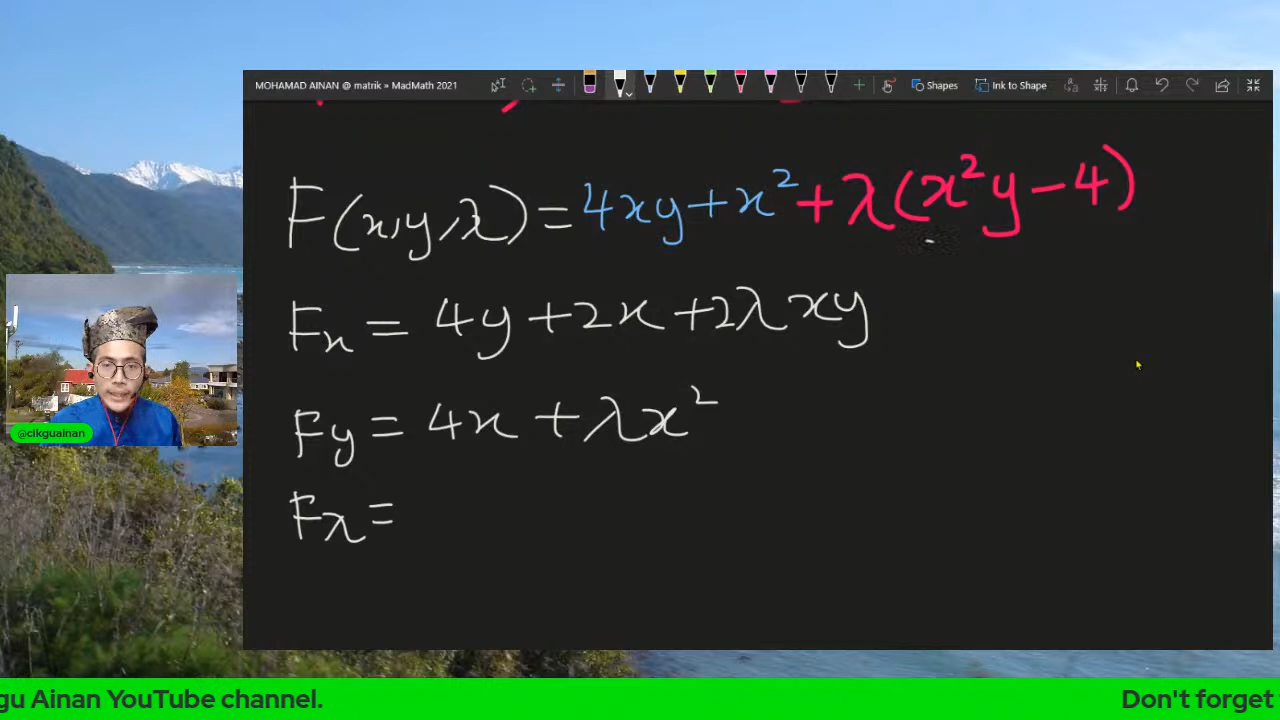 MOHAMAD AINAN @ matrik » MadMath 2021
Shapes
Ink to Shape
F(x,y,λ) = 4xy + x² + λ(x²y − 4)
Fx = 4y + 2x + 2λxy
Fy = 4x + λx²
Fλ =
@cikguainan
gu Ainan YouTube channel.
Don't forget